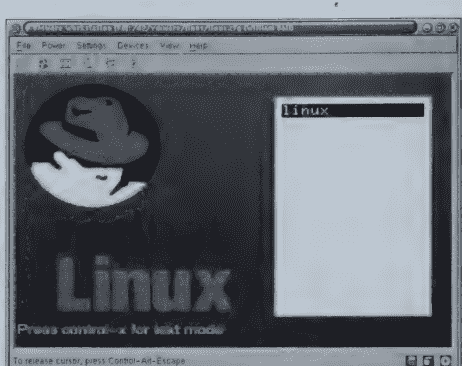 File Power Settings Devices View Help
linux
Linux
Press control-x for text mode
To release cursor, press Control-Alt-Escape